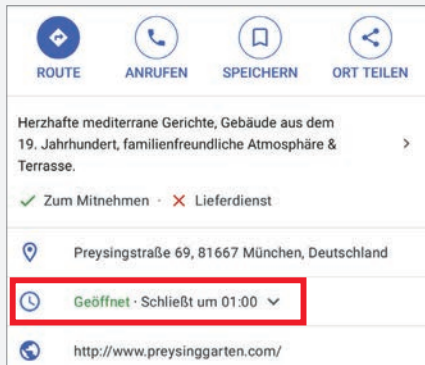 ROUTE ANRUFEN SPEICHERN ORT TEILEN
Herzhafte mediterrane Gerichte, Gebäude aus dem
19. Jahrhundert, familienfreundliche Atmosphäre &
Terrasse.
Zum Mitnehmen · Lieferdienst
Preysingstraße 69, 81667 München, Deutschland
Geöffnet · Schließt um 01:00
http://www.preysinggarten.com/